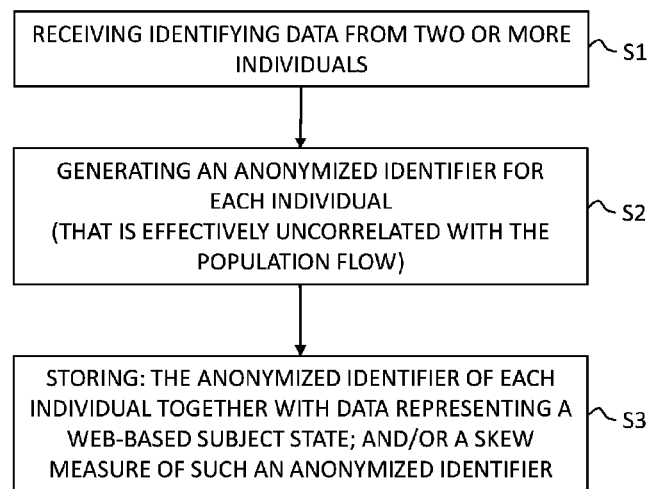 RECEIVING IDENTIFYING DATA FROM TWO OR MORE
INDIVIDUALS
S1
GENERATING AN ANONYMIZED IDENTIFIER FOR
EACH INDIVIDUAL
(THAT IS EFFECTIVELY UNCORRELATED WITH THE
POPULATION FLOW)
S2
STORING: THE ANONYMIZED IDENTIFIER OF EACH
INDIVIDUAL TOGETHER WITH DATA REPRESENTING A
WEB-BASED SUBJECT STATE; AND/OR A SKEW
MEASURE OF SUCH AN ANONYMIZED IDENTIFIER
S3